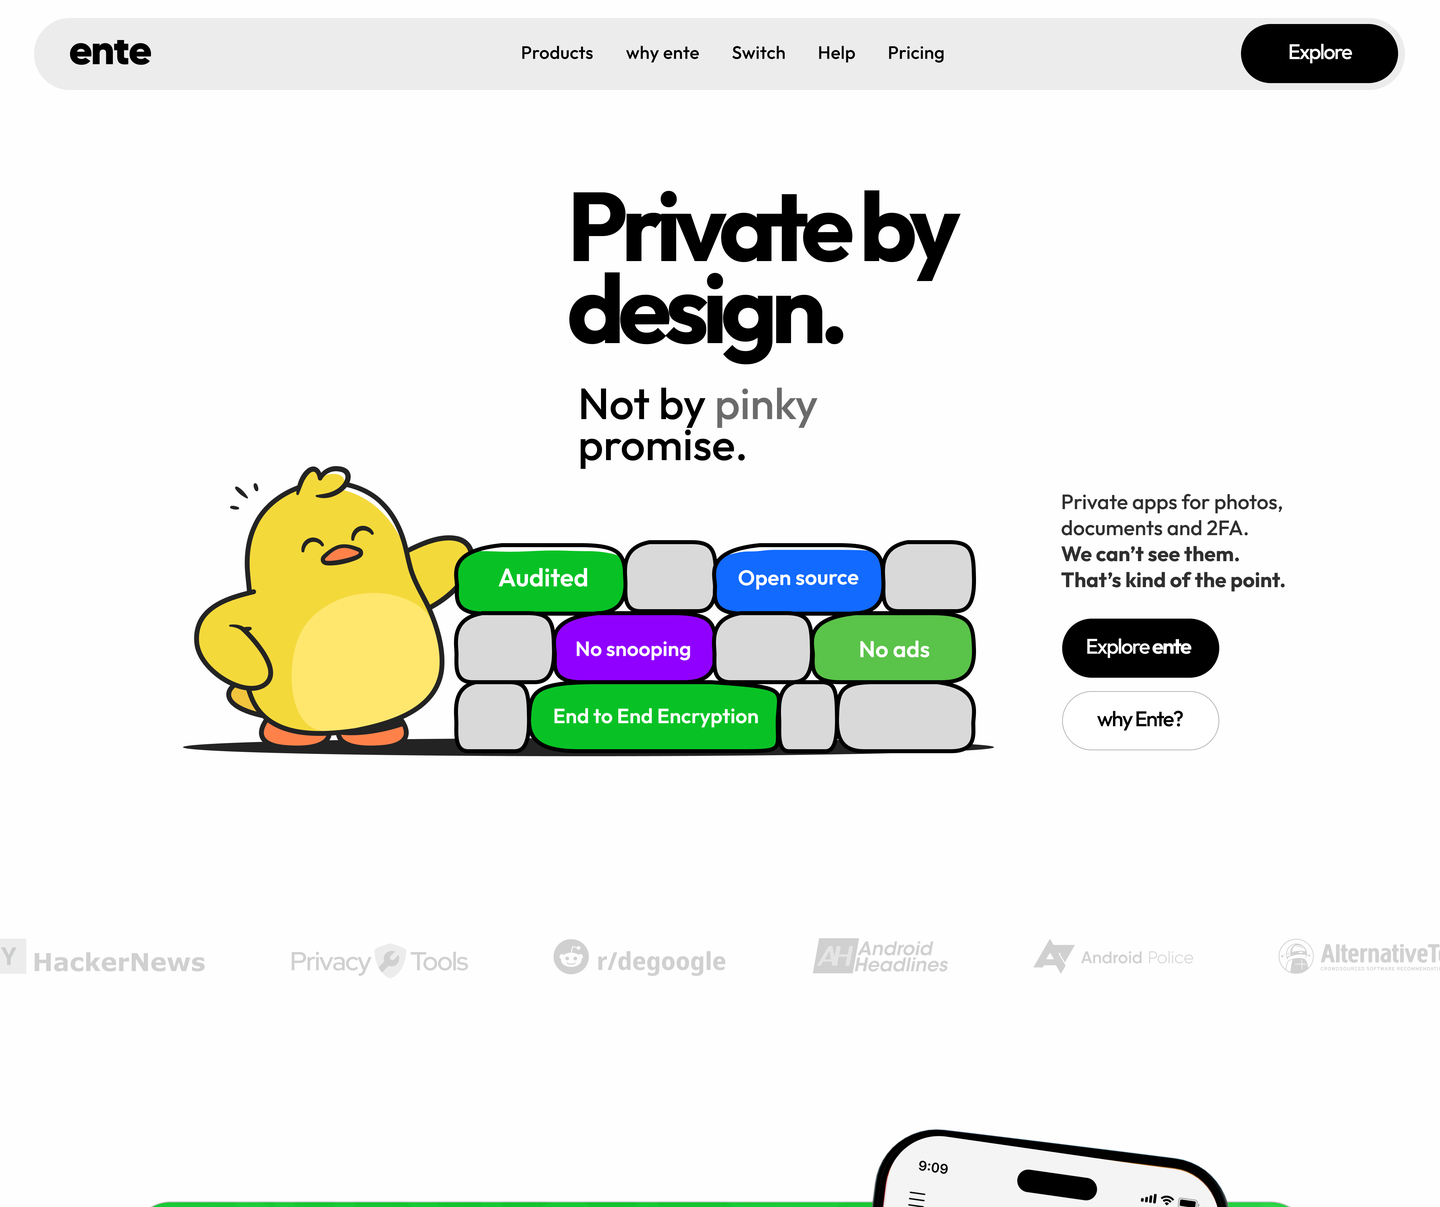 ente
Products
why ente
Switch
Help
Pricing
Explore
Private by
design.
Not by pinky
promise.
Private apps for photos,
documents and 2FA.
We can't see them.
That's kind of the point.
Explore ente
why Ente?
Audited
Open source
No snooping
No ads
End to End Encryption
Y HackerNews
Privacy Tools
r/degoogle
AH Android
Headlines
Android Police
9:09